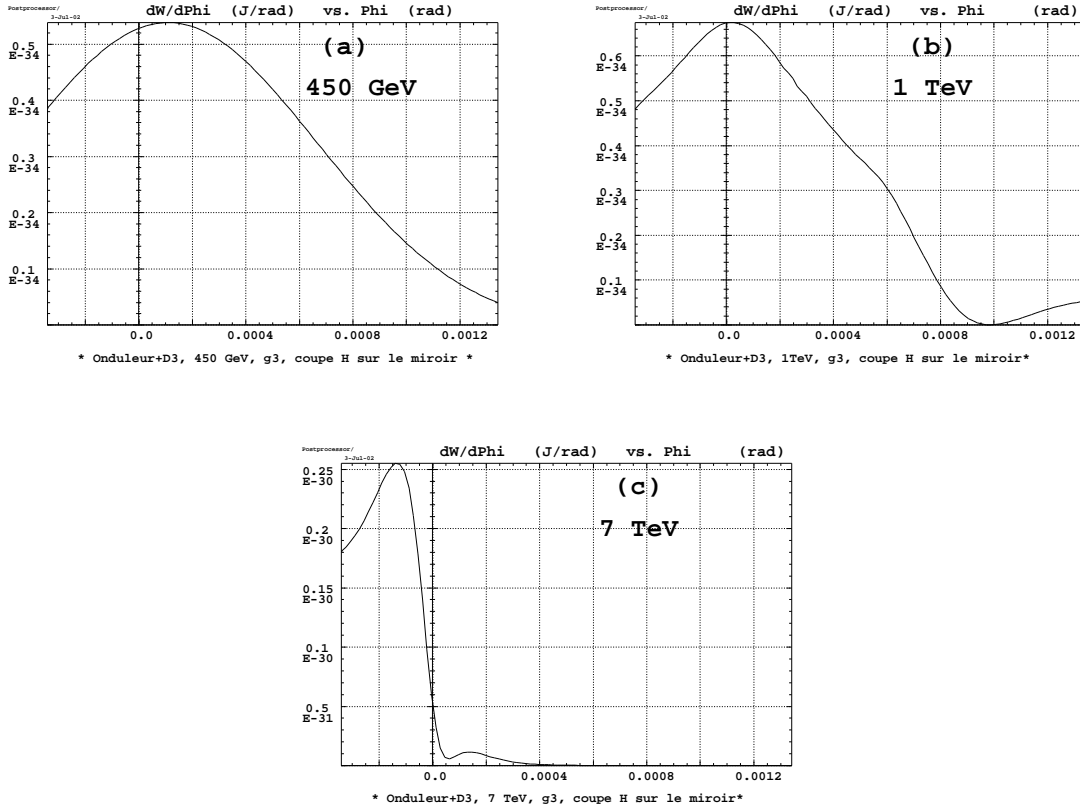 Postprocessor/
3-Jul-02
dW/dPhi (J/rad) vs. Phi (rad)
(a)
450 GeV
0.5
E-34
0.4
E-34
0.3
E-34
0.2
E-34
0.1
E-34
0.0 0.0004 0.0008 0.0012
* Onduleur+D3, 450 GeV, g3, coupe H sur le miroir *
Postprocessor/
3-Jul-02
dW/dPhi (J/rad) vs. Phi (rad)
(b)
1 TeV
0.6
E-34
0.5
E-34
0.4
E-34
0.3
E-34
0.2
E-34
0.1
E-34
0.0 0.0004 0.0008 0.0012
* Onduleur+D3, 1TeV, g3, coupe H sur le miroir*
Postprocessor/
3-Jul-02
dW/dPhi (J/rad) vs. Phi (rad)
(c)
7 TeV
0.25
E-30
0.2
E-30
0.15
E-30
0.1
E-30
0.5
E-31
0.0 0.0004 0.0008 0.0012
* Onduleur+D3, 7 TeV, g3, coupe H sur le miroir*